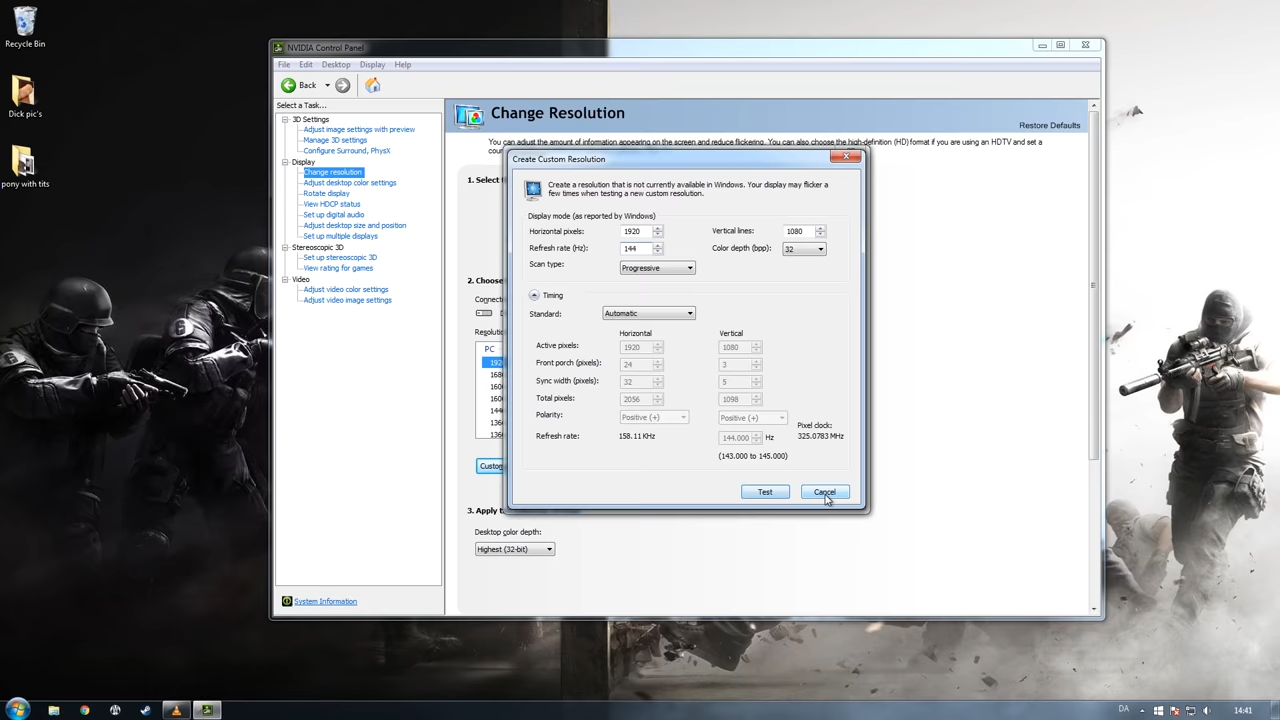 Recycle Bin
Dick pic's
pony with tits
NVIDIA Control Panel
File Edit Desktop Display Help
Back
Select a Task...
3D Settings
Adjust image settings with preview
Manage 3D settings
Configure Surround, PhysX
Display
Change resolution
Adjust desktop color settings
Rotate display
View HDCP status
Set up digital audio
Adjust desktop size and position
Set up multiple displays
Stereoscopic 3D
Set up stereoscopic 3D
View rating for games
Video
Adjust video color settings
Adjust video image settings
System Information
Change Resolution
Restore Defaults
You can adjust the amount of information appearing on the screen and reduce flickering. You can also choose the high-definition (HD) format if you are using an HDTV and set a
1. Select t
2. Choose
Connec
Resolutio
PC
192
168
160
160
144
136
Custom
3. Apply t
Desktop color depth:
Highest (32-bit)
Create Custom Resolution
Create a resolution that is not currently available in Windows. Your display may flicker a
few times when testing a new custom resolution.
Display mode (as reported by Windows)
Horizontal pixels: 1920 Vertical lines: 1080
Refresh rate (Hz): 144 Color depth (bpp): 32
Scan type: Progressive
Timing
Standard: Automatic
Horizontal Vertical
Active pixels: 1920 1080
Front porch (pixels): 24 3
Sync width (pixels): 32 5
Total pixels: 2056 1098
Polarity: Positive (+) Positive (+)
Refresh rate: 158.11 KHz 144.000 Hz
Pixel clock:
325.0783 MHz
(143.000 to 145.000)
Test Cancel
DA 14:41